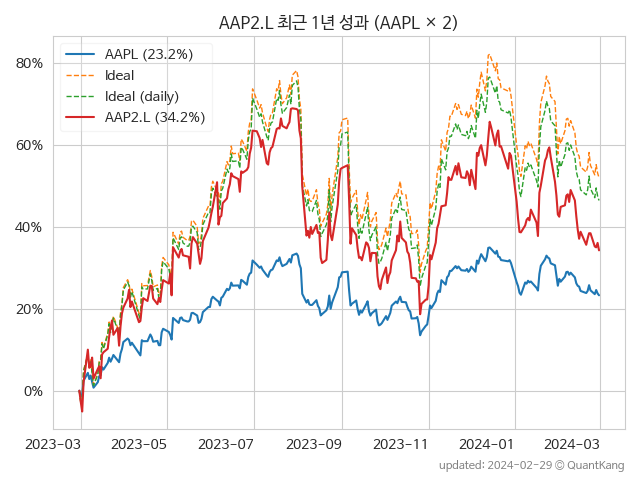 AAP2.L 최근 1년 성과 (AAPL × 2)
80%
60%
40%
20%
0%
AAPL (23.2%)
Ideal
Ideal (daily)
AAP2.L (34.2%)
2023-03 2023-05 2023-07 2023-09 2023-11 2024-01 2024-03
updated: 2024-02-29 © QuantKang